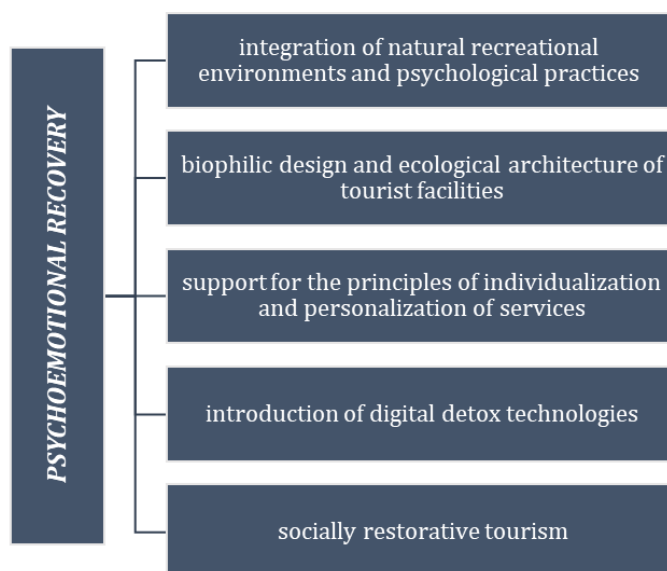 PSYCHOEMOTIONAL RECOVERY
integration of natural recreational
environments and psychological practices
biophilic design and ecological architecture of
tourist facilities
support for the principles of individualization
and personalization of services
introduction of digital detox technologies
socially restorative tourism